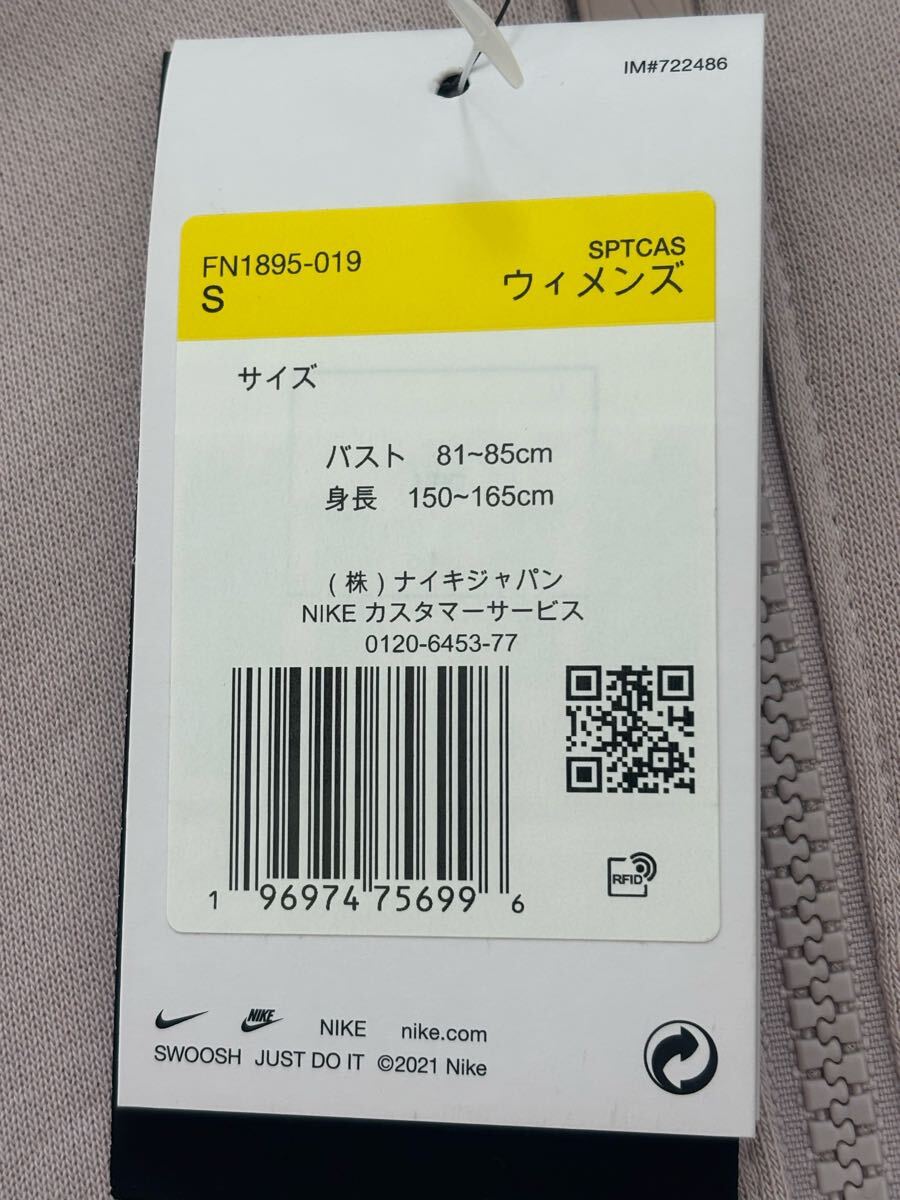 IM#722486
FN1895-019
S
SPTCAS
ウィメンズ
サイズ
バスト 81~85cm
身長 150~165cm
(株)ナイキジャパン
NIKE カスタマーサービス
0120-6453-77
1 96974 75699 6
RFID
NIKE
NIKE nike.com
SWOOSH JUST DO IT ©2021 Nike